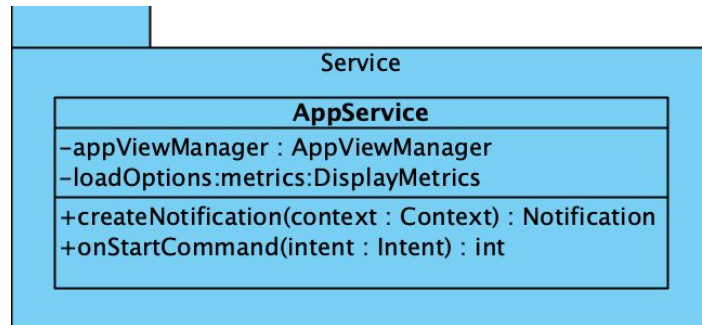 Service
AppService
-appViewManager : AppViewManager
-loadOptions:metrics:DisplayMetrics
+createNotification(context : Context) : Notification
+onStartCommand(intent : Intent) : int